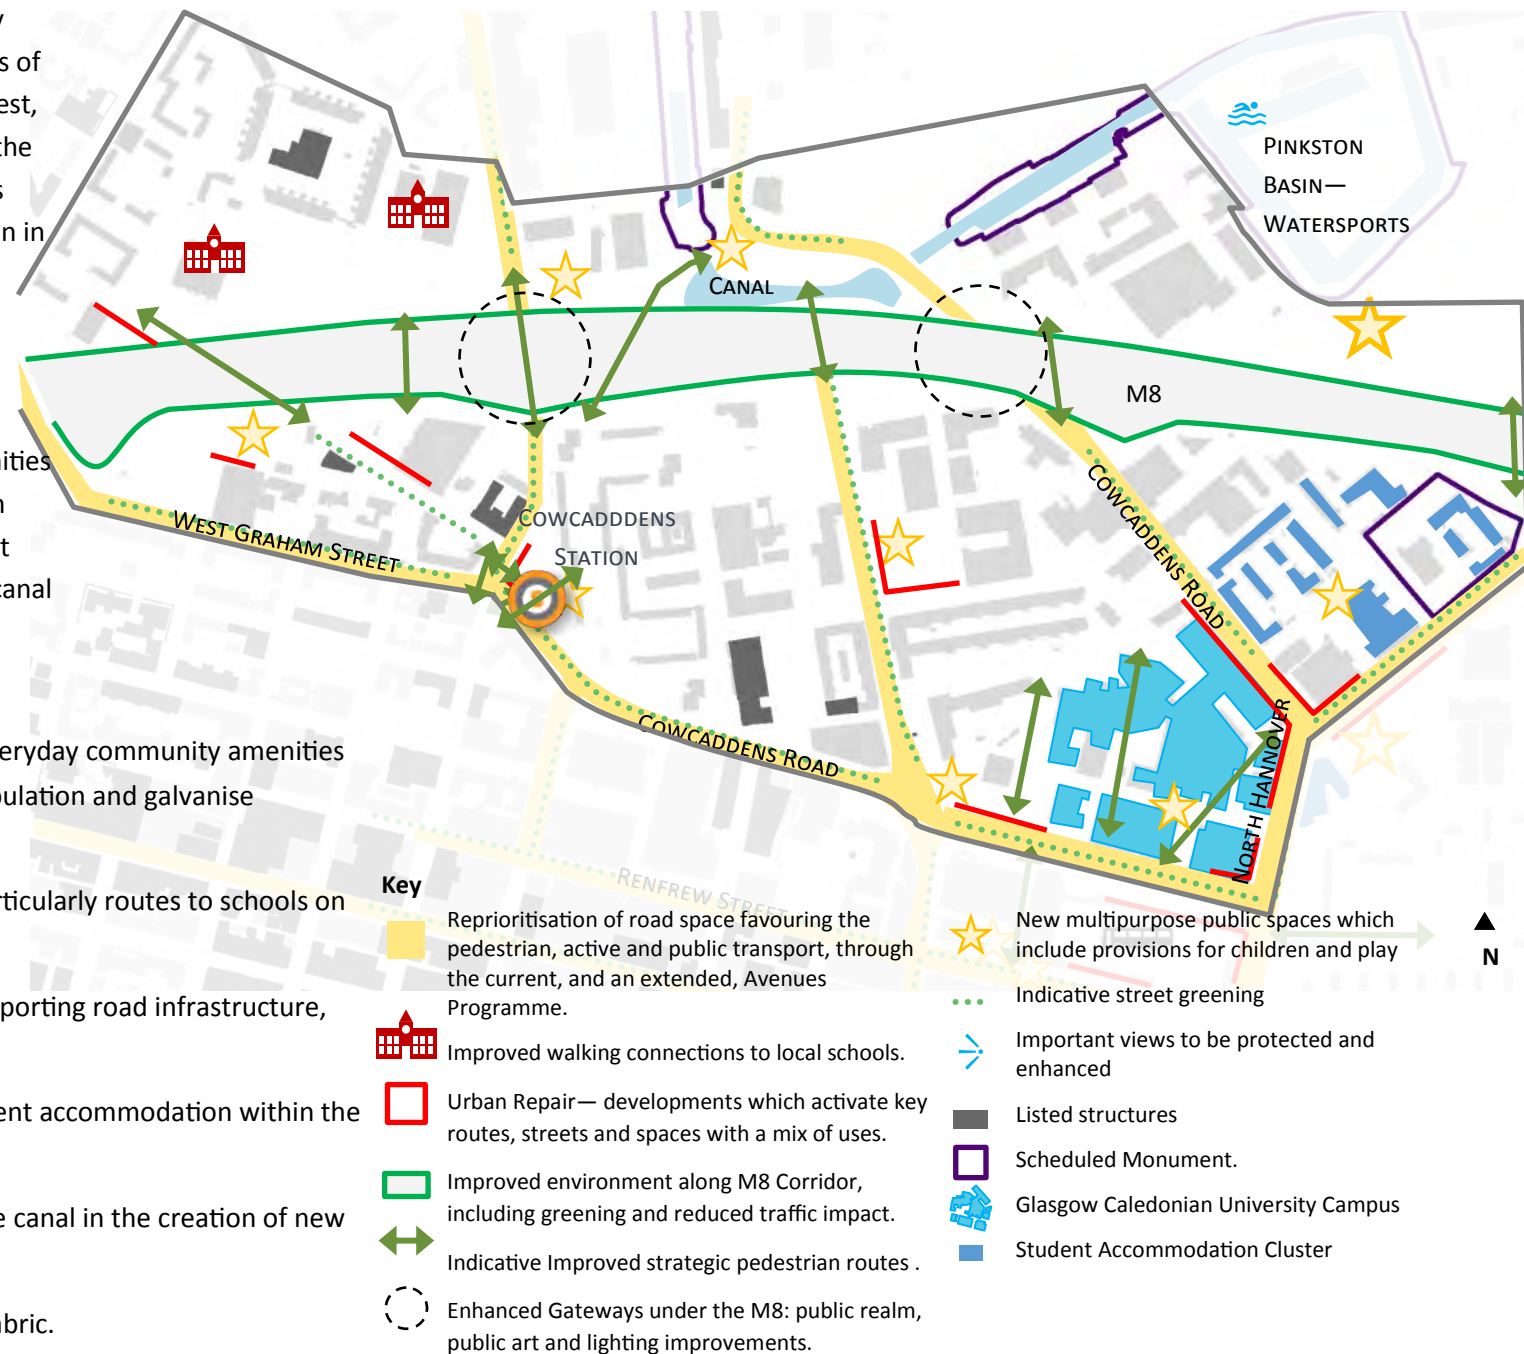 s of
est,
the
s
n in
nities
n
t
canal
eryday community amenities
pulation and galvanise
rticularly routes to schools on
porting road infrastructure,
ent accommodation within the
e canal in the creation of new
abric.
PINKSTON
BASIN—
WATERSPORTS
CANAL
M8
COWCADDDENS
STATION
WEST GRAHAM STREET
COWCADDENS ROAD
COWCADDENS ROAD
NORTH HANNOVER
RENFREW STREET
Key
Reprioritisation of road space favouring the
pedestrian, active and public transport, through
the current, and an extended, Avenues
Programme.
Improved walking connections to local schools.
Urban Repair— developments which activate key
routes, streets and spaces with a mix of uses.
Improved environment along M8 Corridor,
including greening and reduced traffic impact.
Indicative Improved strategic pedestrian routes .
Enhanced Gateways under the M8: public realm,
public art and lighting improvements.
New multipurpose public spaces which
include provisions for children and play
Indicative street greening
Important views to be protected and
enhanced
Listed structures
Scheduled Monument.
Glasgow Caledonian University Campus
Student Accommodation Cluster
N